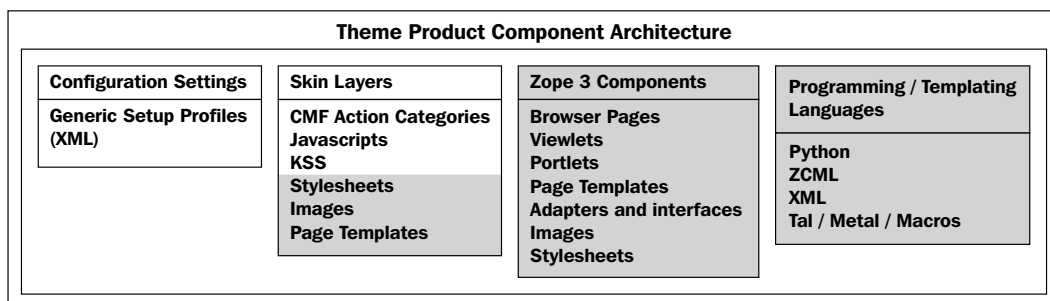 Theme Product Component Architecture
Configuration Settings
Generic Setup Profiles
(XML)
Skin Layers
CMF Action Categories
Javascripts
KSS
Stylesheets
Images
Page Templates
Zope 3 Components
Browser Pages
Viewlets
Portlets
Page Templates
Adapters and interfaces
Images
Stylesheets
Programming / Templating
Languages
Python
ZCML
XML
Tal / Metal / Macros